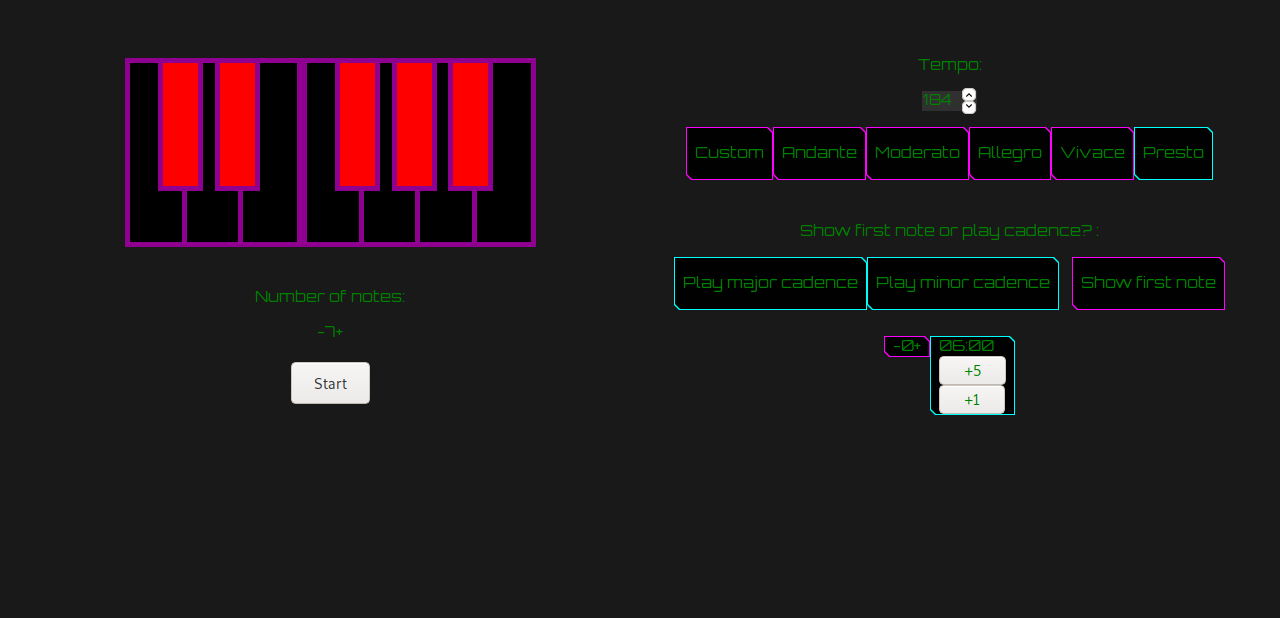 Number of notes:
-7+
Start
Tempo:
184
Custom Andante Moderato Allegro Vivace Presto
Show first note or play cadence? :
Play major cadence Play minor cadence Show first note
-0+ 06:00
+5
+1